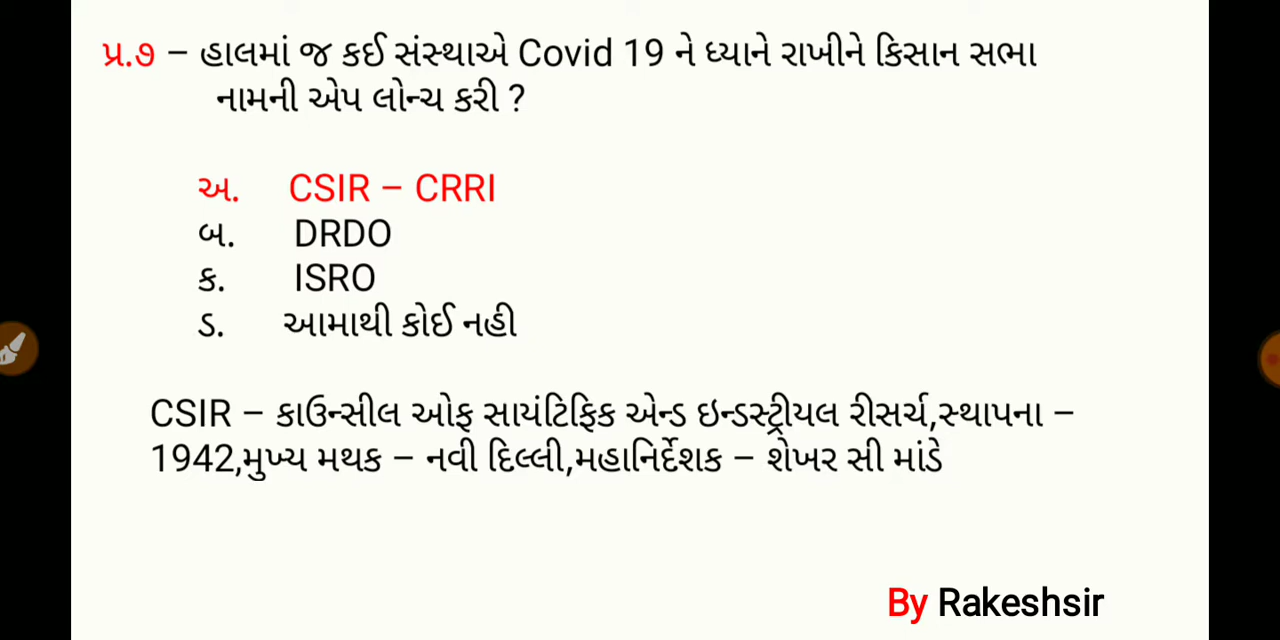 પ્ર.૭ – હાલમાં જ કઈ સંસ્થાએ Covid 19 ને ધ્યાને રાખીને કિસાન સભા
નામની એપ લોન્ચ કરી ?
અ. CSIR – CRRI
બ. DRDO
ક. ISRO
ડ. આમાથી કોઈ નહી
CSIR – કાઉન્સીલ ઓફ સાયંટિફિક એન્ડ ઇન્ડસ્ટ્રીયલ રીસર્ચ,સ્થાપના –
1942,મુખ્ય મથક – નવી દિલ્લી,મહાનિર્દેશક – શેખર સી માંડે
By Rakeshsir